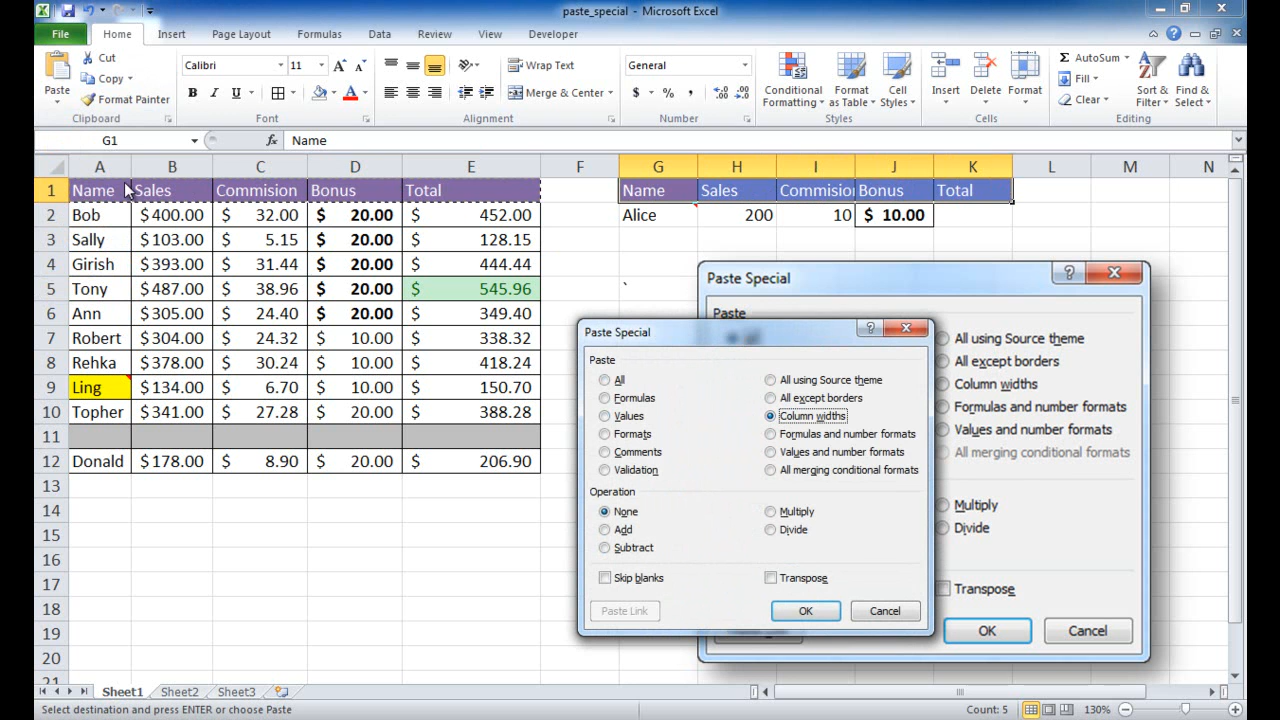 paste_special - Microsoft Excel
File Home Insert Page Layout Formulas Data Review View Developer
Paste
Cut
Copy
Format Painter
Clipboard
Calibri 11
B I U
Font
Wrap Text
Merge & Center
Alignment
General
$ % ,
Number
Conditional Formatting
Format as Table
Cell Styles
Styles
Insert Delete Format
Cells
AutoSum
Fill
Clear
Sort & Filter
Find & Select
Editing
G1 fx Name
A B C D E F G H I J K L M N
1 Name Sales Commision Bonus Total Name Sales Commision Bonus Total
2 Bob $400.00 $ 32.00 $ 20.00 $ 452.00 Alice 200 10 $ 10.00
3 Sally $103.00 $ 5.15 $ 20.00 $ 128.15
4 Girish $393.00 $ 31.44 $ 20.00 $ 444.44
5 Tony $487.00 $ 38.96 $ 20.00 $ 545.96 `
6 Ann $305.00 $ 24.40 $ 20.00 $ 349.40
7 Robert $304.00 $ 24.32 $ 10.00 $ 338.32
8 Rehka $378.00 $ 30.24 $ 10.00 $ 418.24
9 Ling $134.00 $ 6.70 $ 10.00 $ 150.70
10 Topher $341.00 $ 27.28 $ 20.00 $ 388.28
11
12 Donald $178.00 $ 8.90 $ 20.00 $ 206.90
13
14
15
16
17
18
19
20
21
Paste Special
Paste
All using Source theme
All except borders
Column widths
Formulas and number formats
Values and number formats
All merging conditional formats
Multiply
Divide
Transpose
OK Cancel
Paste Special
Paste
All All using Source theme
Formulas All except borders
Values Column widths
Formats Formulas and number formats
Comments Values and number formats
Validation All merging conditional formats
Operation
None Multiply
Add Divide
Subtract
Skip blanks Transpose
Paste Link OK Cancel
Sheet1 Sheet2 Sheet3
Select destination and press ENTER or choose Paste Count: 5 130%